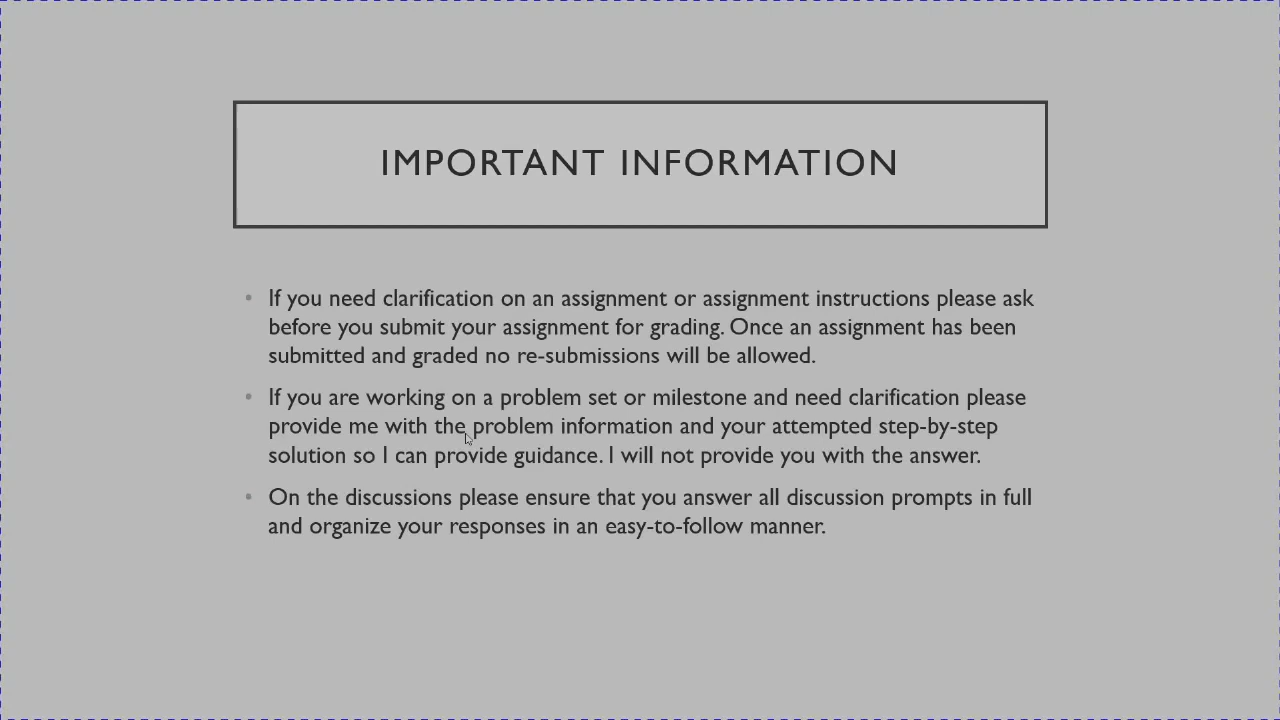 IMPORTANT INFORMATION
• If you need clarification on an assignment or assignment instructions please ask
before you submit your assignment for grading. Once an assignment has been
submitted and graded no re-submissions will be allowed.
• If you are working on a problem set or milestone and need clarification please
provide me with the problem information and your attempted step-by-step
solution so I can provide guidance. I will not provide you with the answer.
• On the discussions please ensure that you answer all discussion prompts in full
and organize your responses in an easy-to-follow manner.